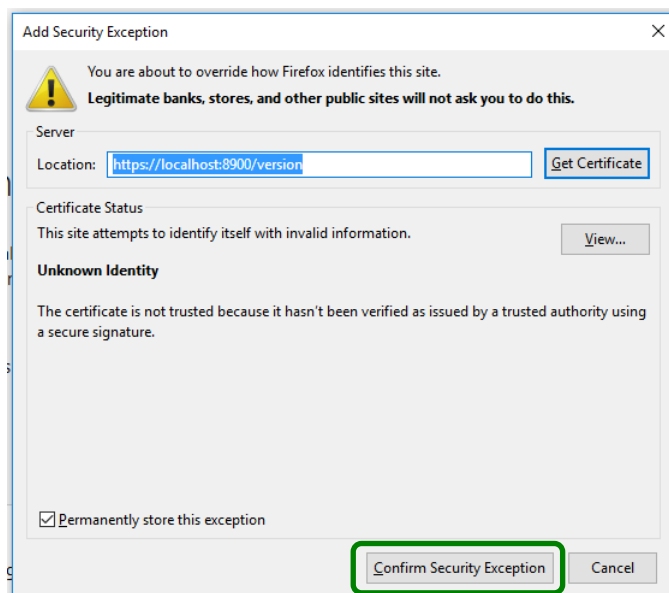 Add Security Exception
You are about to override how Firefox identifies this site.
Legitimate banks, stores, and other public sites will not ask you to do this.
Server
Location: https://localhost:8900/version Get Certificate
Certificate Status
This site attempts to identify itself with invalid information. View...
Unknown Identity
The certificate is not trusted because it hasn't been verified as issued by a trusted authority using
a secure signature.
Permanently store this exception
Confirm Security Exception Cancel